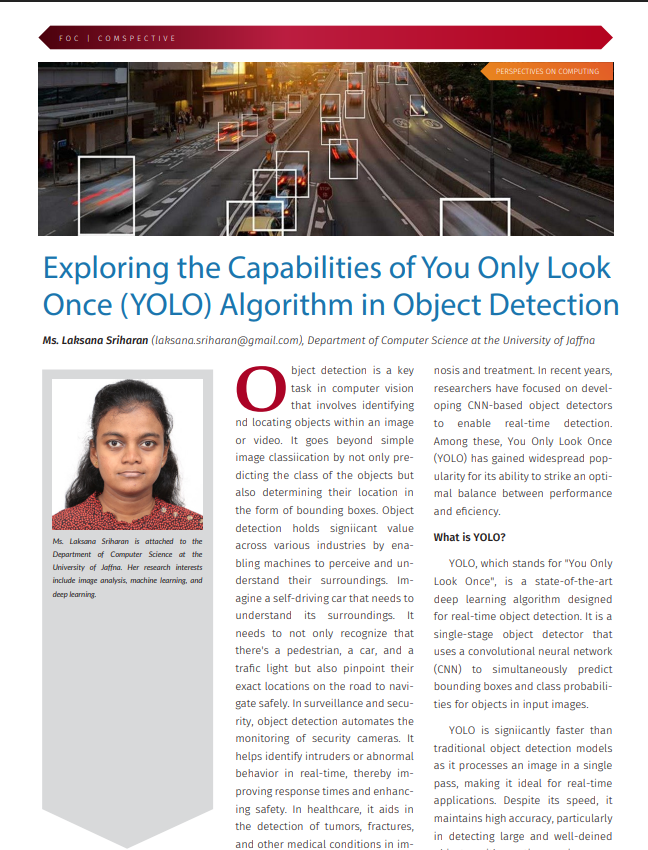 FOC | COMSPECTIVE
PERSPECTIVES ON COMPUTING
Exploring the Capabilities of You Only Look
Once (YOLO) Algorithm in Object Detection
Ms. Laksana Sriharan (laksana.sriharan@gmail.com), Department of Computer Science at the University of Jaffna
Ms. Laksana Sriharan is attached to the
Department of Computer Science at the
University of Jaffna. Her research interests
include image analysis, machine learning, and
deep learning.
Object detection is a key
task in computer vision
that involves identifying
nd locating objects within an image
or video. It goes beyond simple
image classiication by not only pre-
dicting the class of the objects but
also determining their location in
the form of bounding boxes. Object
detection holds signiicant value
across various industries by ena-
bling machines to perceive and un-
derstand their surroundings. Im-
agine a self-driving car that needs to
understand its surroundings. It
needs to not only recognize that
there's a pedestrian, a car, and a
trafic light but also pinpoint their
exact locations on the road to navi-
gate safely. In surveillance and secu-
rity, object detection automates the
monitoring of security cameras. It
helps identify intruders or abnormal
behavior in real-time, thereby im-
proving response times and enhanc-
ing safety. In healthcare, it aids in
the detection of tumors, fractures,
and other medical conditions in im-
nosis and treatment. In recent years,
researchers have focused on devel-
oping CNN-based object detectors
to enable real-time detection.
Among these, You Only Look Once
(YOLO) has gained widespread pop-
ularity for its ability to strike an opti-
mal balance between performance
and eficiency.
What is YOLO?
YOLO, which stands for "You Only
Look Once", is a state-of-the-art
deep learning algorithm designed
for real-time object detection. It is a
single-stage object detector that
uses a convolutional neural network
(CNN) to simultaneously predict
bounding boxes and class probabili-
ties for objects in input images.
YOLO is signiicantly faster than
traditional object detection models
as it processes an image in a single
pass, making it ideal for real-time
applications. Despite its speed, it
maintains high accuracy, particularly
in detecting large and well-deined